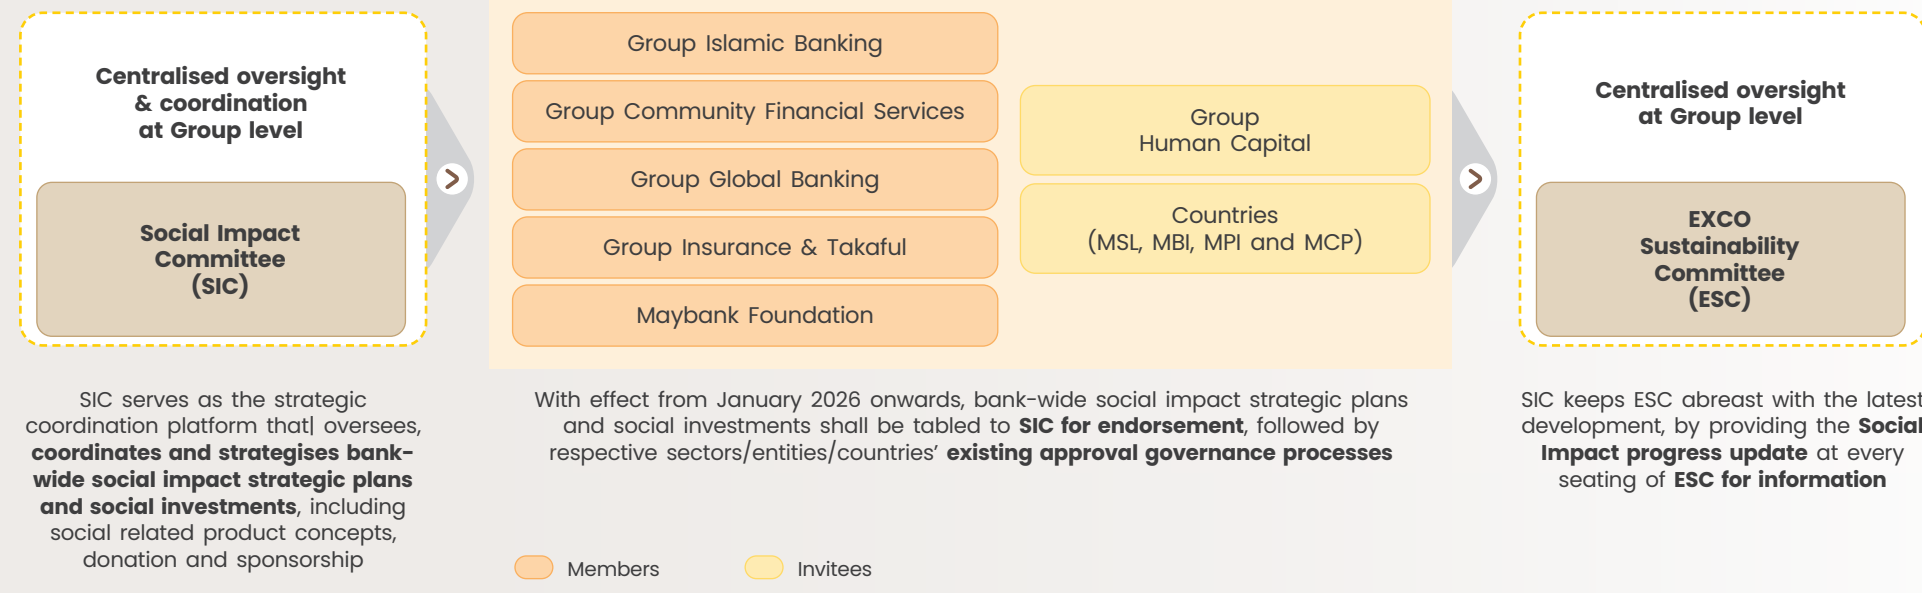 Centralised oversight
& coordination
at Group level
Social Impact
Committee
(SIC)
SIC serves as the strategic
coordination platform that| oversees,
coordinates and strategises bank-
wide social impact strategic plans
and social investments, including
social related product concepts,
donation and sponsorship
Group Islamic Banking
Group Community Financial Services
Group Global Banking
Group Insurance & Takaful
Maybank Foundation
Group
Human Capital
Countries
(MSL, MBI, MPI and MCP)
With effect from January 2026 onwards, bank-wide social impact strategic plans
and social investments shall be tabled to SIC for endorsement, followed by
respective sectors/entities/countries’ existing approval governance processes
Members
Invitees
Centralised oversight
at Group level
EXCO
Sustainability
Committee
(ESC)
SIC keeps ESC abreast with the latest
development, by providing the Social
Impact progress update at every
seating of ESC for information